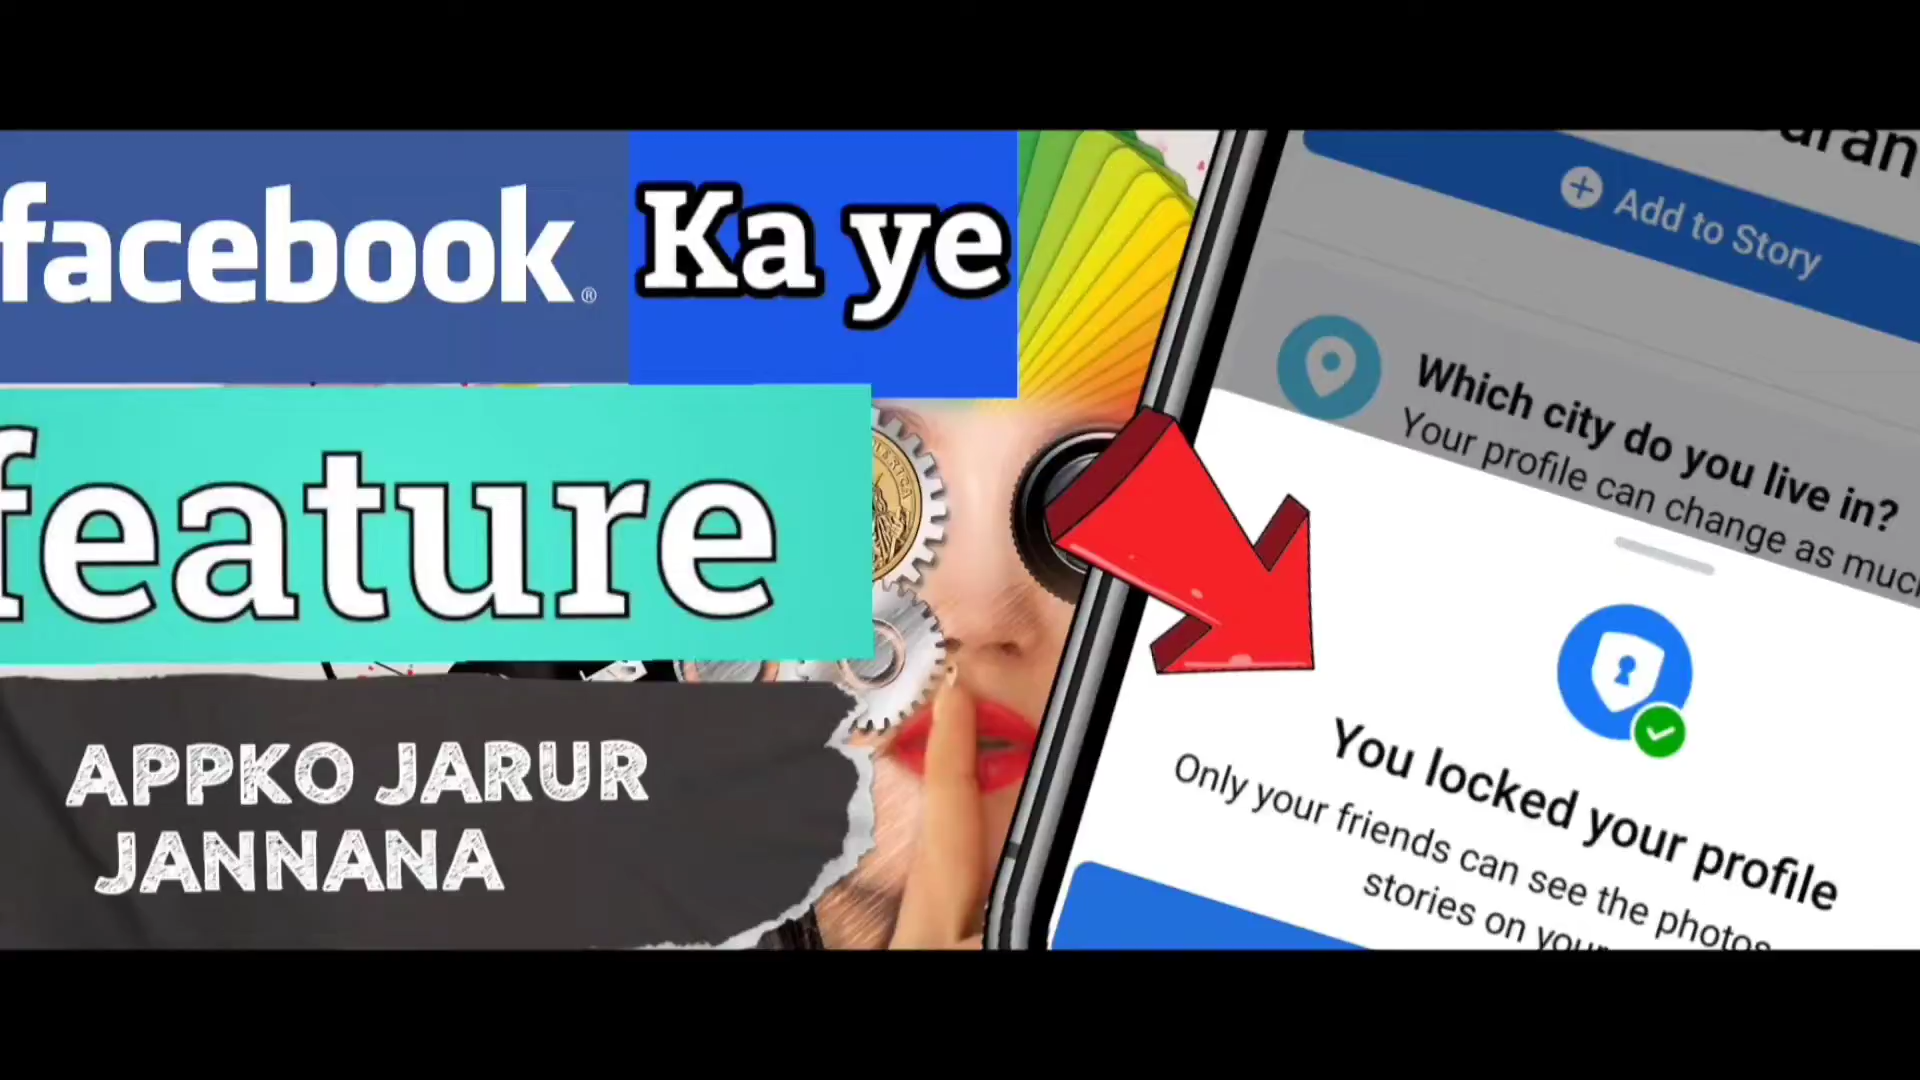 facebook®
Ka ye
feature
APPKO JARUR
JANNANA
Add to Story
Which city do you live in?
Your profile can change as much
You locked your profile
Only your friends can see the photos
stories on your